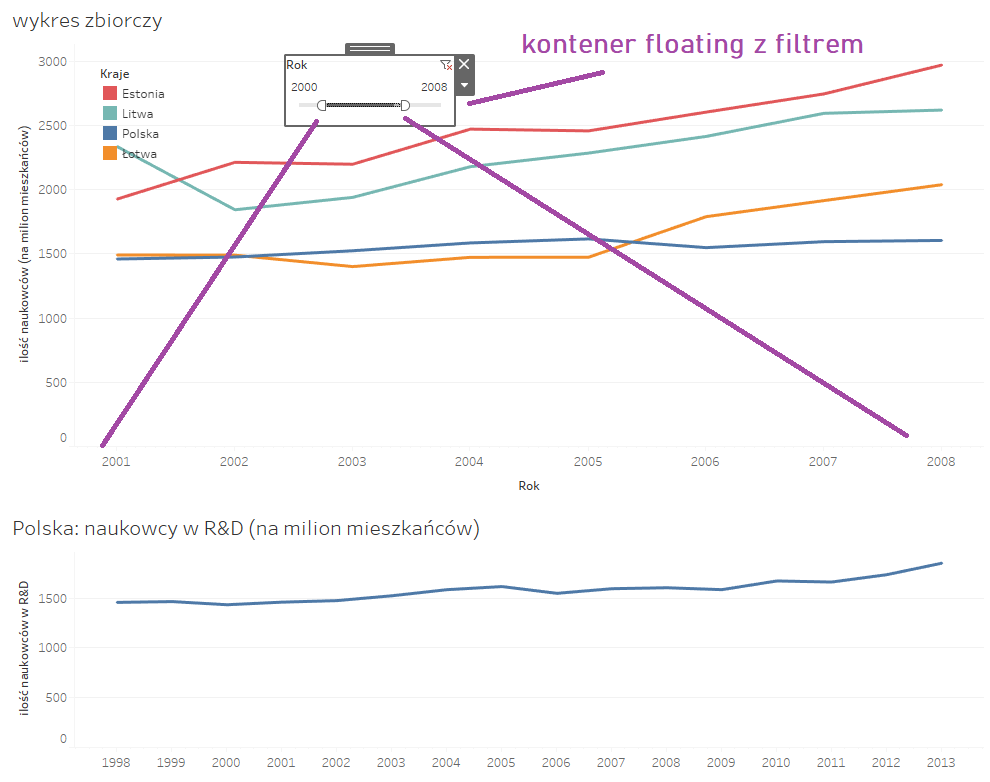 wykres zbiorczy
kontener floating z filtrem
Rok
2000 2008
Kraje
Estonia
Litwa
Polska
Łotwa
ilość naukowców (na milion mieszkańców)
3000
2500
2000
1500
1000
500
0
2001 2002 2003 2004 2005 2006 2007 2008
Rok
Polska: naukowcy w R&D (na milion mieszkańców)
ilość naukowców w R&D
1500
1000
500
0
1998 1999 2000 2001 2002 2003 2004 2005 2006 2007 2008 2009 2010 2011 2012 2013